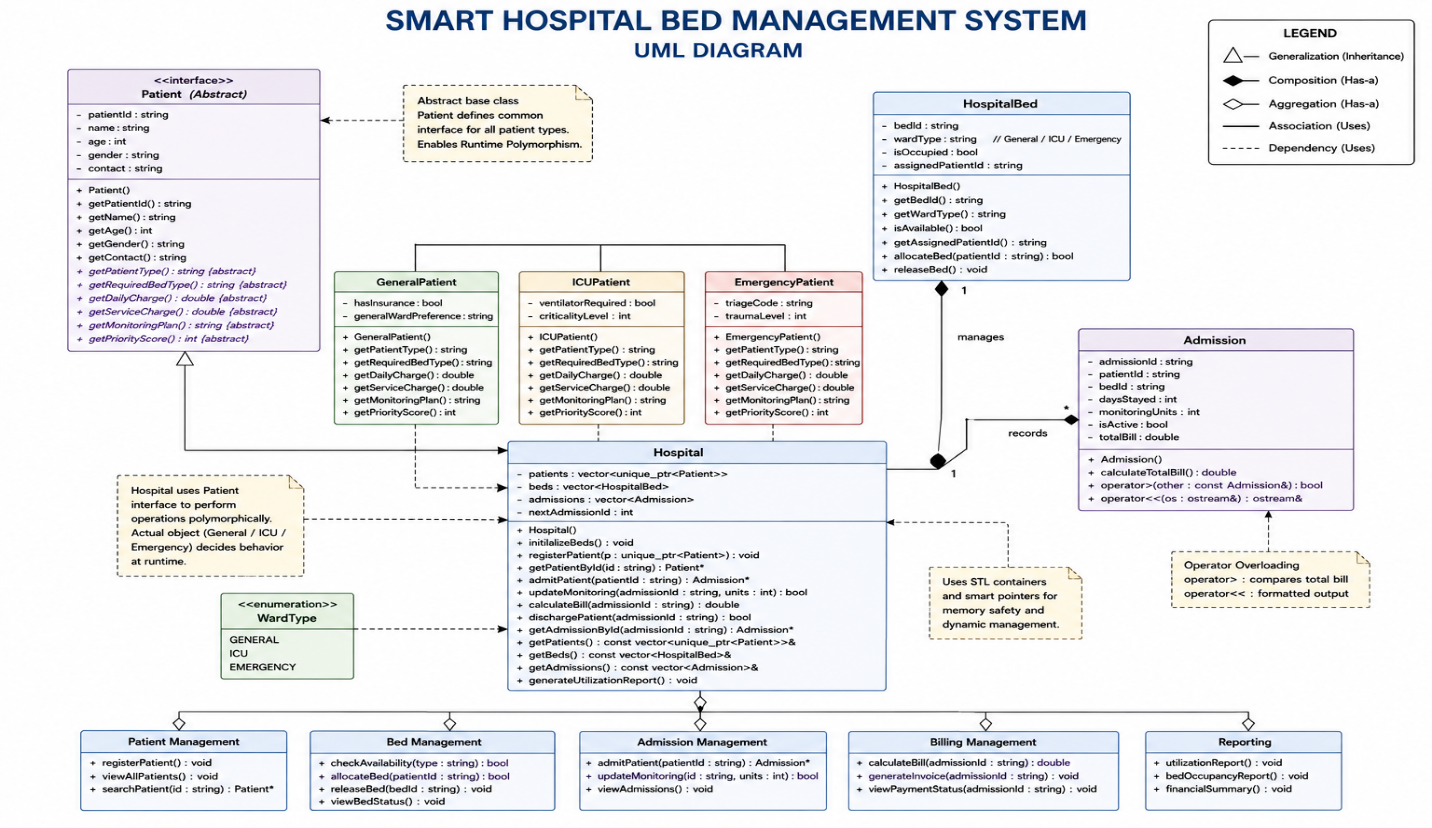 SMART HOSPITAL BED MANAGEMENT SYSTEM
UML DIAGRAM
LEGEND
Generalization (Inheritance)
Composition (Has-a)
Aggregation (Has-a)
Association (Uses)
Dependency (Uses)
<<interface>>
Patient (Abstract)
- patientId : string
- name : string
- age : int
- gender : string
- contact : string
+ Patient()
+ getPatientId() : string
+ getName() : string
+ getAge() : int
+ getGender() : string
+ getContact() : string
+ getPatientType() : string {abstract}
+ getRequiredBedType() : string {abstract}
+ getDailyCharge() : double {abstract}
+ getServiceCharge() : double {abstract}
+ getMonitoringPlan() : string {abstract}
+ getPriorityScore() : int {abstract}
Abstract base class
Patient defines common
interface for all patient types.
Enables Runtime Polymorphism.
HospitalBed
- bedId : string
- wardType : string // General / ICU / Emergency
- isOccupied : bool
- assignedPatientId : string
+ HospitalBed()
+ getBedId() : string
+ getWardType() : string
+ isAvailable() : bool
+ getAssignedPatientId() : string
+ allocateBed(patientId : string) : bool
+ releaseBed() : void
GeneralPatient
- hasInsurance : bool
- generalWardPreference : string
+ GeneralPatient()
+ getPatientType() : string
+ getRequiredBedType() : string
+ getDailyCharge() : double
+ getServiceCharge() : double
+ getMonitoringPlan() : string
+ getPriorityScore() : int
ICUPatient
- ventilatorRequired : bool
- criticalityLevel : int
+ ICUPatient()
+ getPatientType() : string
+ getRequiredBedType() : string
+ getDailyCharge() : double
+ getServiceCharge() : double
+ getMonitoringPlan() : string
+ getPriorityScore() : int
EmergencyPatient
- triageCode : string
- traumaLevel : int
+ EmergencyPatient()
+ getPatientType() : string
+ getRequiredBedType() : string
+ getDailyCharge() : double
+ getServiceCharge() : double
+ getMonitoringPlan() : string
+ getPriorityScore() : int
1
manages
*
records
1
Admission
- admissionId : string
- patientId : string
- bedId : string
- daysStayed : int
- monitoringUnits : int
- isActive : bool
- totalBill : double
+ Admission()
+ calculateTotalBill() : double
+ operator>(other : const Admission&) : bool
+ operator<<(os : ostream&) : ostream&
Hospital
- patients : vector<unique_ptr<Patient>>
- beds : vector<HospitalBed>
- admissions : vector<Admission>
- nextAdmissionId : int
+ Hospital()
+ initilalizeBeds() : void
+ registerPatient(p : unique_ptr<Patient>) : void
+ getPatientById(id : string) : Patient*
+ admitPatient(patientId : string) : Admission*
+ updateMonitoring(admissionId : string, units : int) : bool
+ calculateBill(admissionId : string) : double
+ dischargePatient(admissionId : string) : bool
+ getAdmissionById(admissionId : string) : Admission*
+ getPatients() : const vector<unique_ptr<Patient>>&
+ getBeds() : const vector<HospitalBed>&
+ getAdmissions() : const vector<Admission>&
+ generateUtilizationReport() : void
Hospital uses Patient
interface to perform
operations polymorphically.
Actual object (General / ICU /
Emergency) decides behavior
at runtime.
<<enumeration>>
WardType
GENERAL
ICU
EMERGENCY
Uses STL containers
and smart pointers for
memory safety and
dynamic management.
Operator Overloading
operator> : compares total bill
operator<< : formatted output
Patient Management
+ registerPatient() : void
+ viewAllPatients() : void
+ searchPatient(id : string) : Patient*
Bed Management
+ checkAvailability(type : string) : bool
+ allocateBed(patientId : string) : bool
+ releaseBed(bedId : string) : void
+ viewBedStatus() : void
Admission Management
+ admitPatient(patientId : string) : Admission*
+ updateMonitoring(id : string, units : int) : bool
+ viewAdmissions() : void
Billing Management
+ calculateBill(admissionId : string) : double
+ generateInvoice(admissionId : string) : void
+ viewPaymentStatus(admissionId : string) : void
Reporting
+ utilizationReport() : void
+ bedOccupancyReport() : void
+ financialSummary() : void